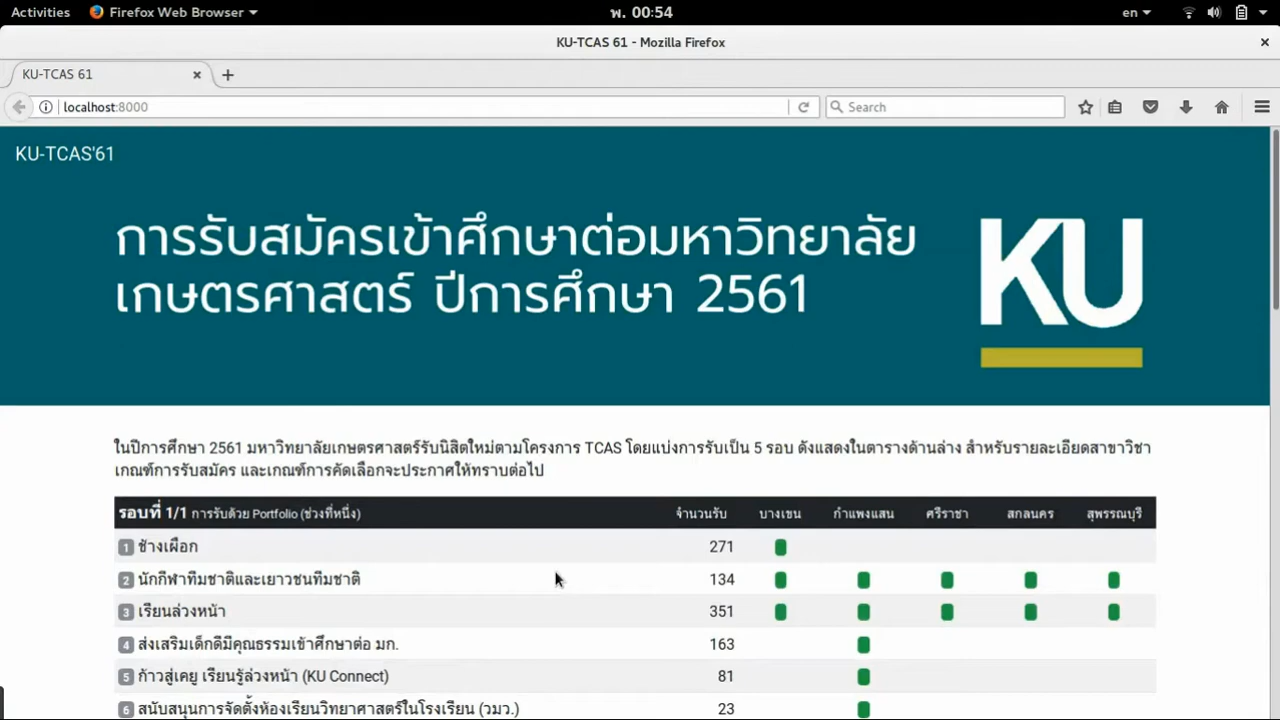 Activities Firefox Web Browser พ. 00:54 en
KU-TCAS 61 - Mozilla Firefox
KU-TCAS 61
localhost:8000 Search
KU-TCAS'61
การรับสมัครเข้าศึกษาต่อมหาวิทยาลัย
เกษตรศาสตร์ ปีการศึกษา 2561
KU
ในปีการศึกษา 2561 มหาวิทยาลัยเกษตรศาสตร์รับนิสิตใหม่ตามโครงการ TCAS โดยแบ่งการรับเป็น 5 รอบ ดังแสดงในตารางด้านล่าง สำหรับรายละเอียดสาขาวิชา
เกณฑ์การรับสมัคร และเกณฑ์การคัดเลือกจะประกาศให้ทราบต่อไป
รอบที่ 1/1 การรับด้วย Portfolio (ช่วงที่หนึ่ง) จำนวนรับ บางเขน กำแพงแสน ศรีราชา สกลนคร สุพรรณบุรี
1 ช้างเผือก 271
2 นักกีฬาทีมชาติและเยาวชนทีมชาติ 134
3 เรียนล่วงหน้า 351
4 ส่งเสริมเด็กดีมีคุณธรรมเข้าศึกษาต่อ มก. 163
5 ก้าวสู่เคยู เรียนรู้ล่วงหน้า (KU Connect) 81
6 สนับสนุนการจัดตั้งห้องเรียนวิทยาศาสตร์ในโรงเรียน (วมว.) 23